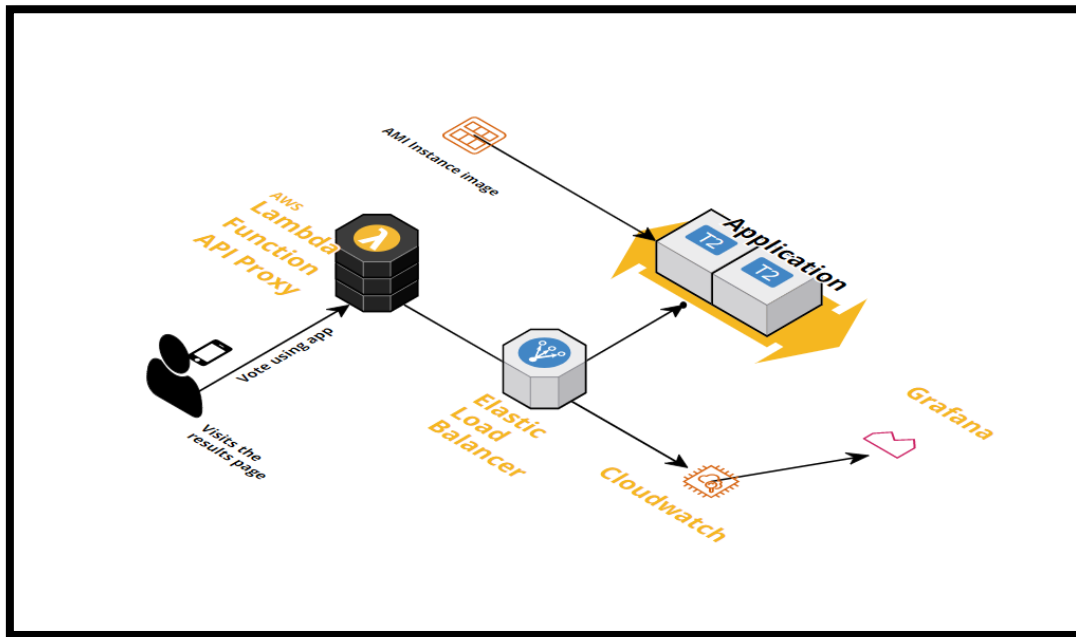 AMI Instance image
AWS
Lambda
Function
API Proxy
Application
T2
T2
Vote using app
Visits the
results page
Elastic
Load
Balancer
Cloudwatch
Grafana